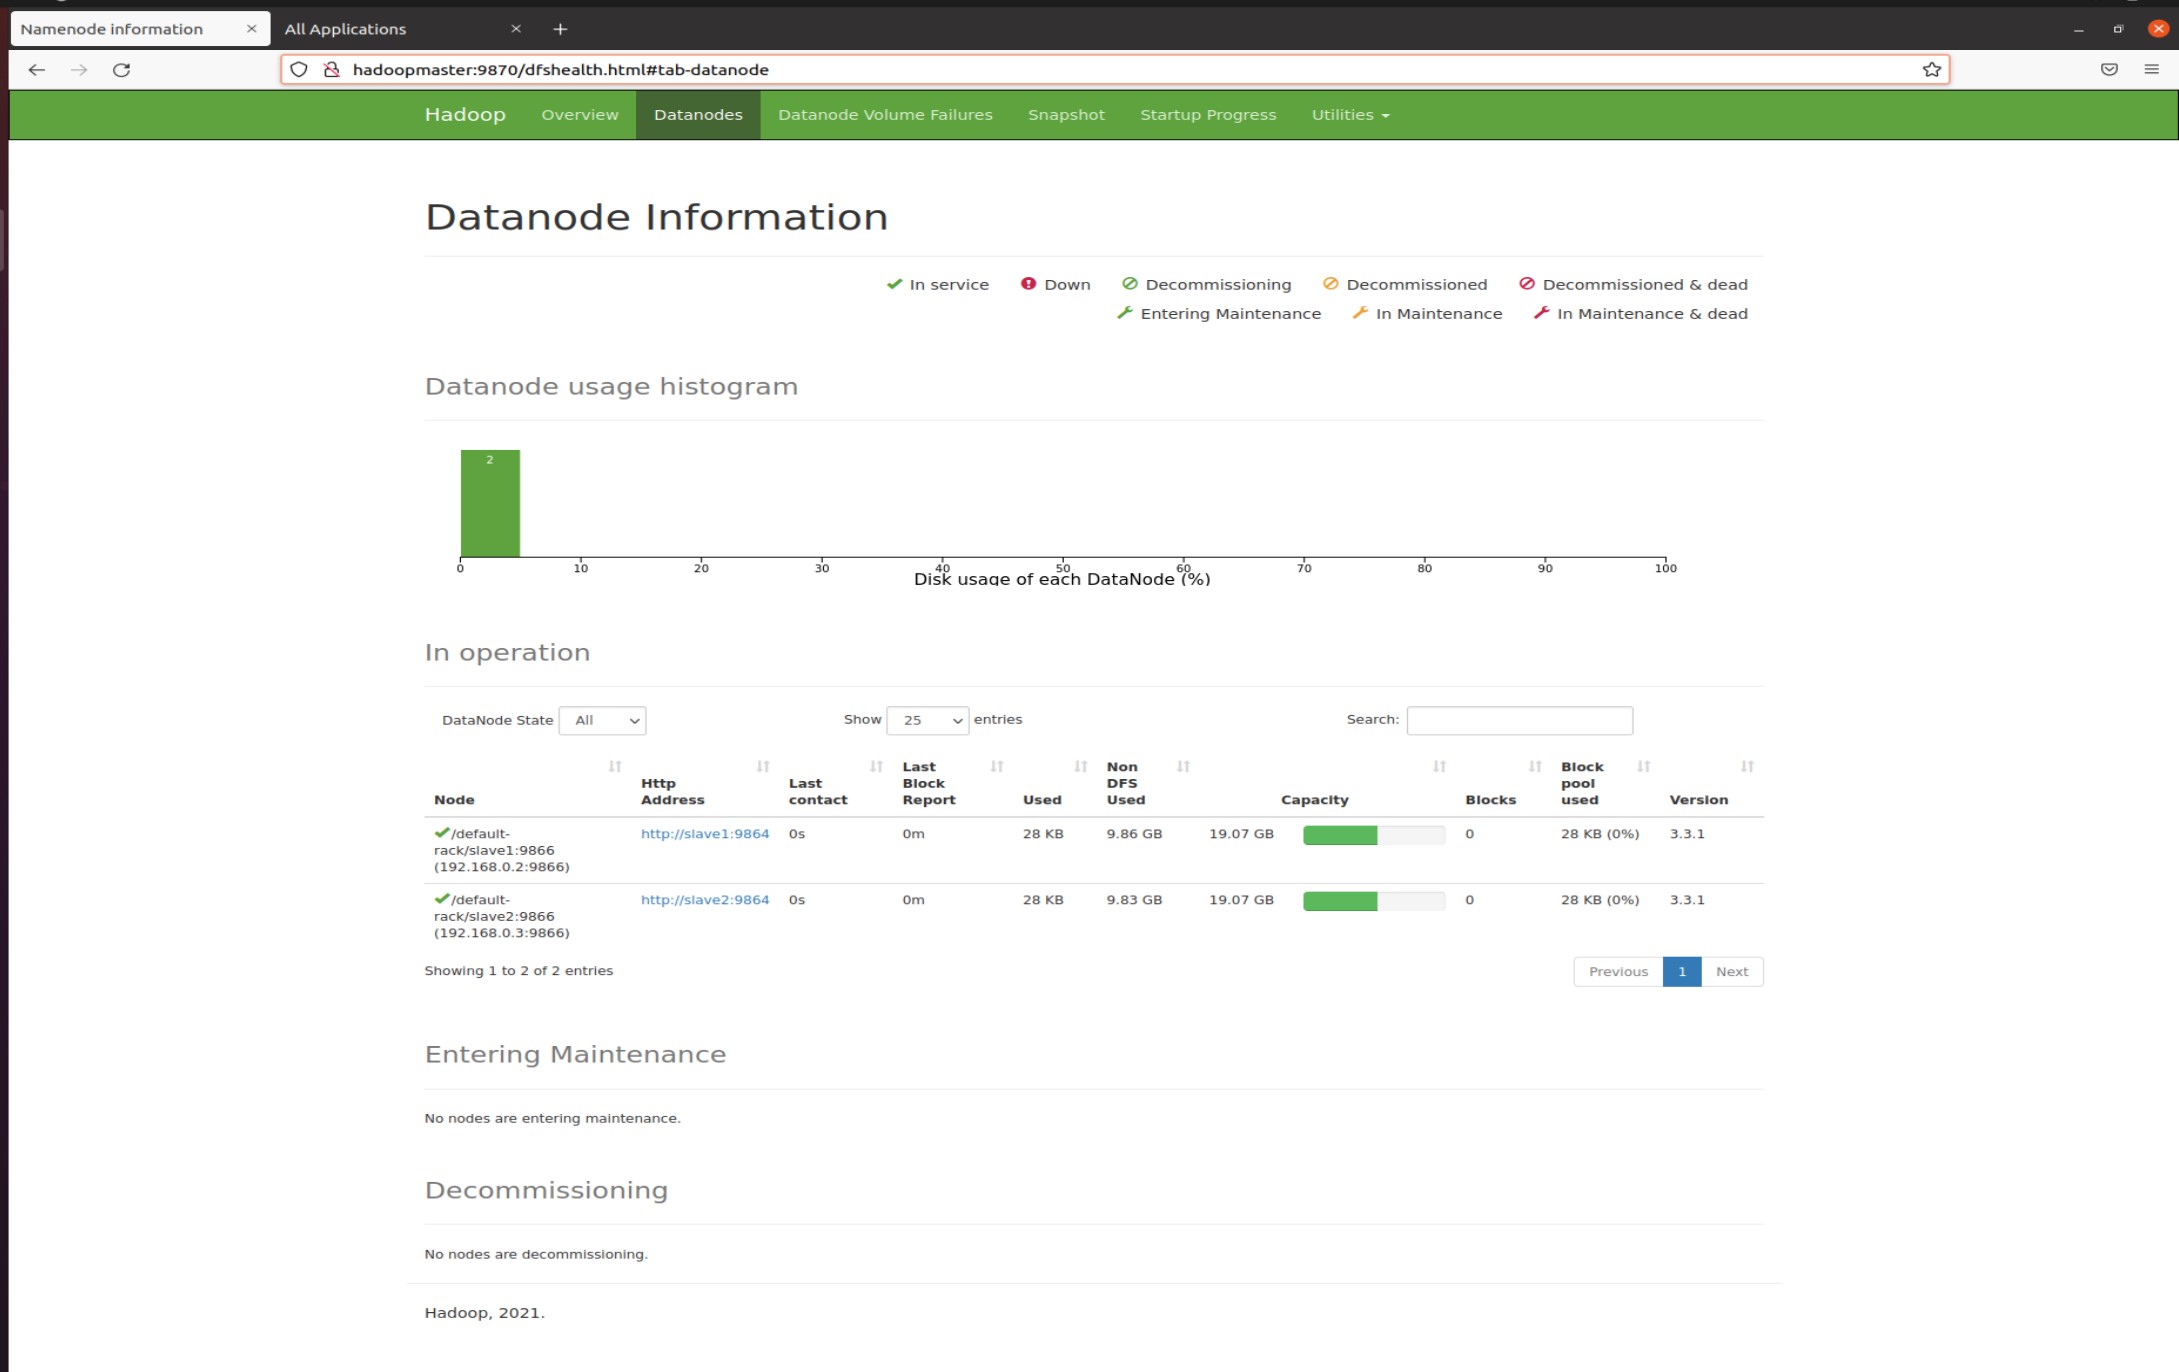 Namenode information
All Applications
hadoopmaster:9870/dfshealth.html#tab-datanode
Hadoop Overview Datanodes Datanode Volume Failures Snapshot Startup Progress Utilities
Datanode Information
In service Down Decommissioning Decommissioned Decommissioned & dead
Entering Maintenance In Maintenance In Maintenance & dead
Datanode usage histogram
2
0 10 20 30 40 50 60 70 80 90 100
Disk usage of each DataNode (%)
In operation
DataNode State All Show 25 entries Search:
Node
Http
Address
Last
contact
Last
Block
Report
Used
Non
DFS
Used
Capacity
Blocks
Block
pool
used
Version
/default-
rack/slave1:9866
(192.168.0.2:9866)
http://slave1:9864 0s 0m 28 KB 9.86 GB 19.07 GB 0 28 KB (0%) 3.3.1
/default-
rack/slave2:9866
(192.168.0.3:9866)
http://slave2:9864 0s 0m 28 KB 9.83 GB 19.07 GB 0 28 KB (0%) 3.3.1
Showing 1 to 2 of 2 entries
Previous 1 Next
Entering Maintenance
No nodes are entering maintenance.
Decommissioning
No nodes are decommissioning.
Hadoop, 2021.